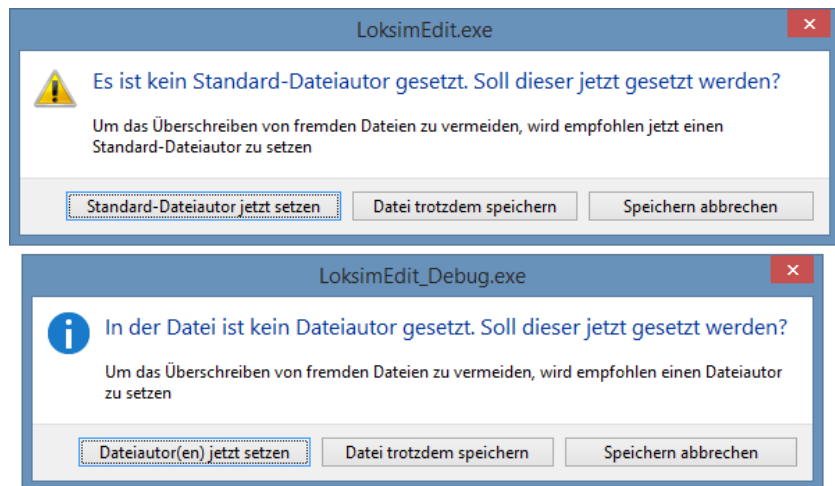 LoksimEdit.exe
Es ist kein Standard-Dateiautor gesetzt. Soll dieser jetzt gesetzt werden?
Um das Überschreiben von fremden Dateien zu vermeiden, wird empfohlen jetzt einen
Standard-Dateiautor zu setzen
Standard-Dateiautor jetzt setzen Datei trotzdem speichern Speichern abbrechen
LoksimEdit_Debug.exe
In der Datei ist kein Dateiautor gesetzt. Soll dieser jetzt gesetzt werden?
Um das Überschreiben von fremden Dateien zu vermeiden, wird empfohlen einen Dateiautor
zu setzen
Dateiautor(en) jetzt setzen Datei trotzdem speichern Speichern abbrechen